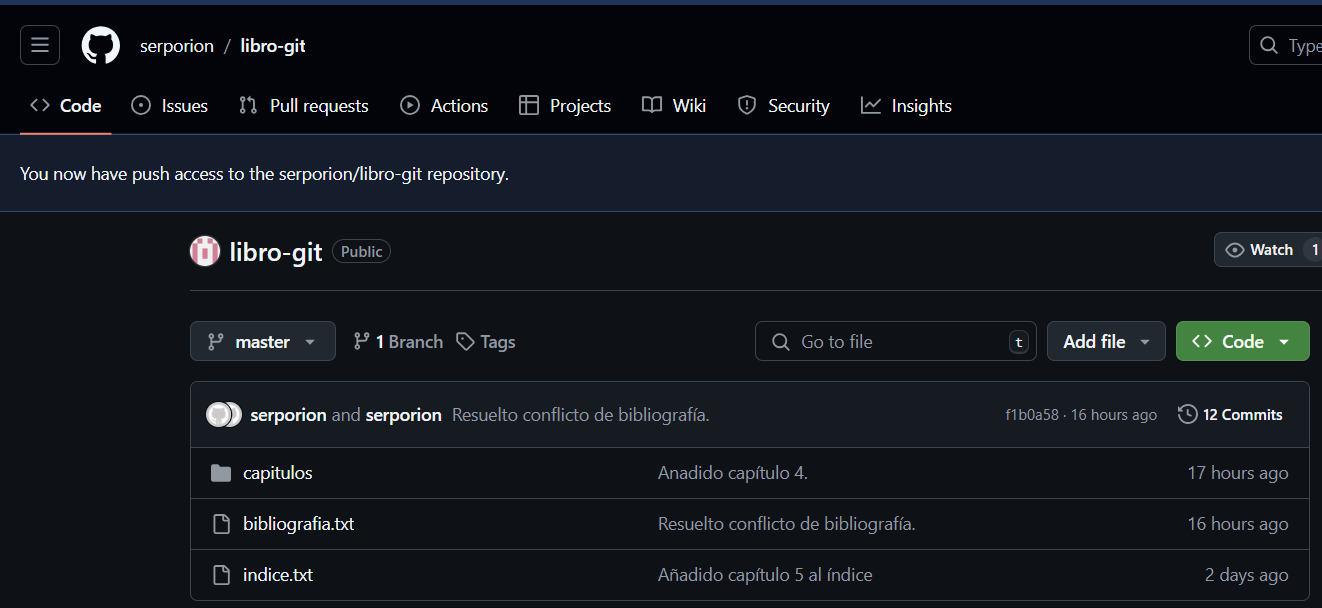 serporion / libro-git
Type
Code Issues Pull requests Actions Projects Wiki Security Insights
You now have push access to the serporion/libro-git repository.
libro-git Public
Watch 1
master 1 Branch Tags
Go to file t
Add file
Code
serporion and serporion Resuelto conflicto de bibliografía. f1b0a58 · 16 hours ago 12 Commits
capitulos Anadido capítulo 4. 17 hours ago
bibliografia.txt Resuelto conflicto de bibliografía. 16 hours ago
indice.txt Añadido capítulo 5 al índice 2 days ago